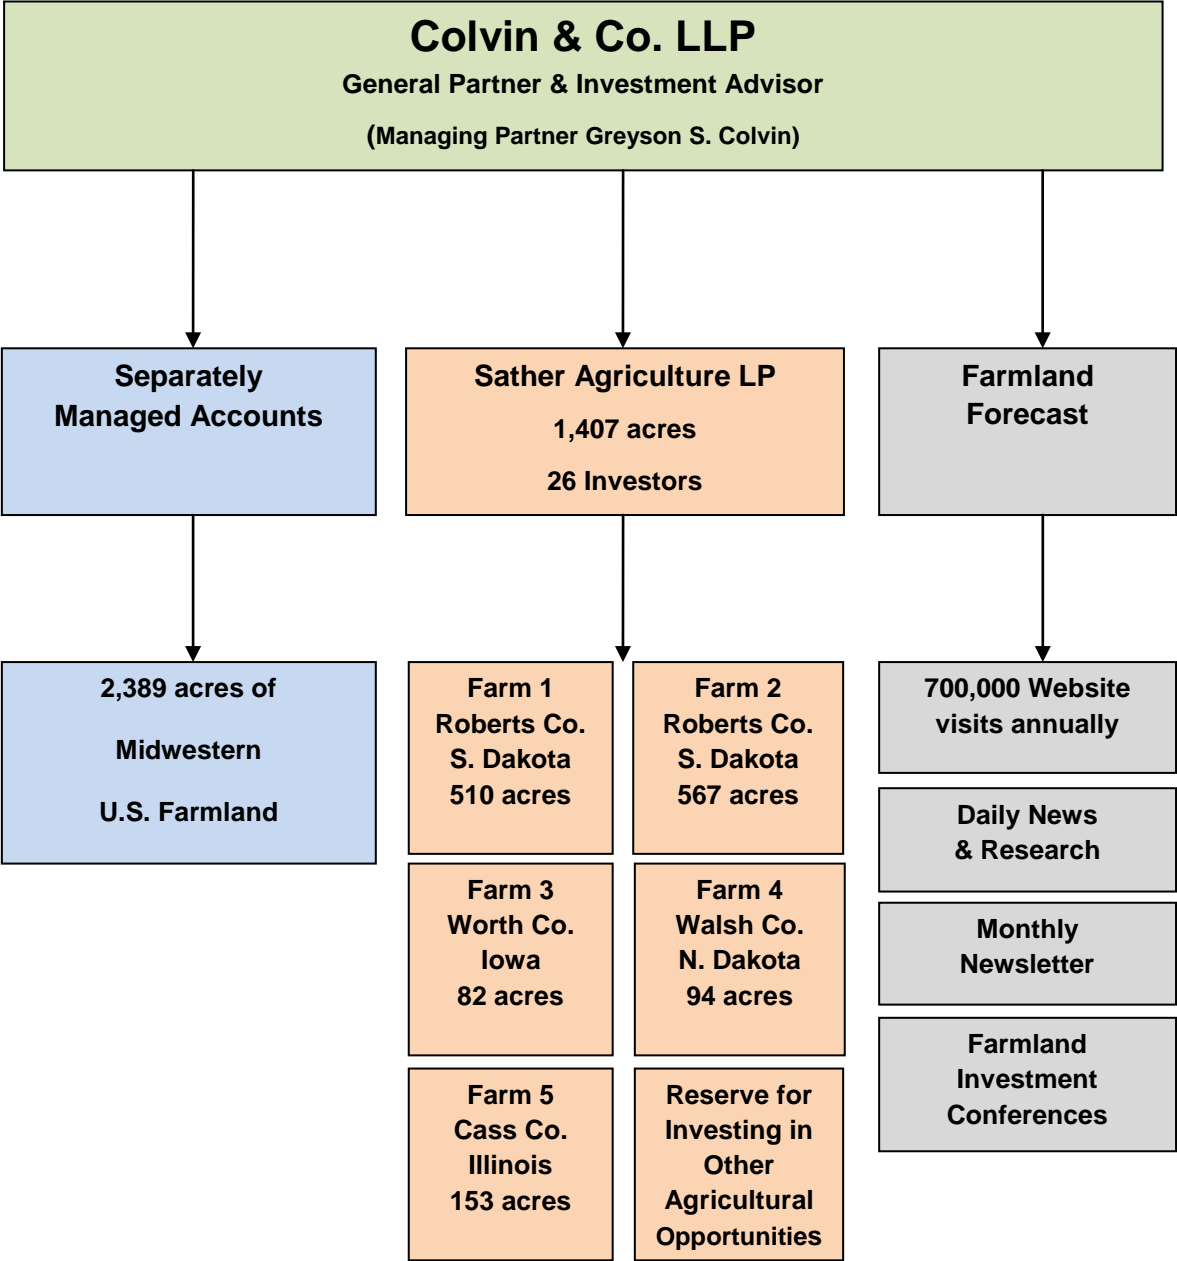 Colvin & Co. LLP
General Partner & Investment Advisor
(Managing Partner Greyson S. Colvin)
Separately
Managed Accounts
Sather Agriculture LP
1,407 acres
26 Investors
Farmland
Forecast
2,389 acres of
Midwestern
U.S. Farmland
Farm 1
Roberts Co.
S. Dakota
510 acres
Farm 2
Roberts Co.
S. Dakota
567 acres
Farm 3
Worth Co.
Iowa
82 acres
Farm 4
Walsh Co.
N. Dakota
94 acres
Farm 5
Cass Co.
Illinois
153 acres
Reserve for
Investing in
Other
Agricultural
Opportunities
700,000 Website
visits annually
Daily News
& Research
Monthly
Newsletter
Farmland
Investment
Conferences